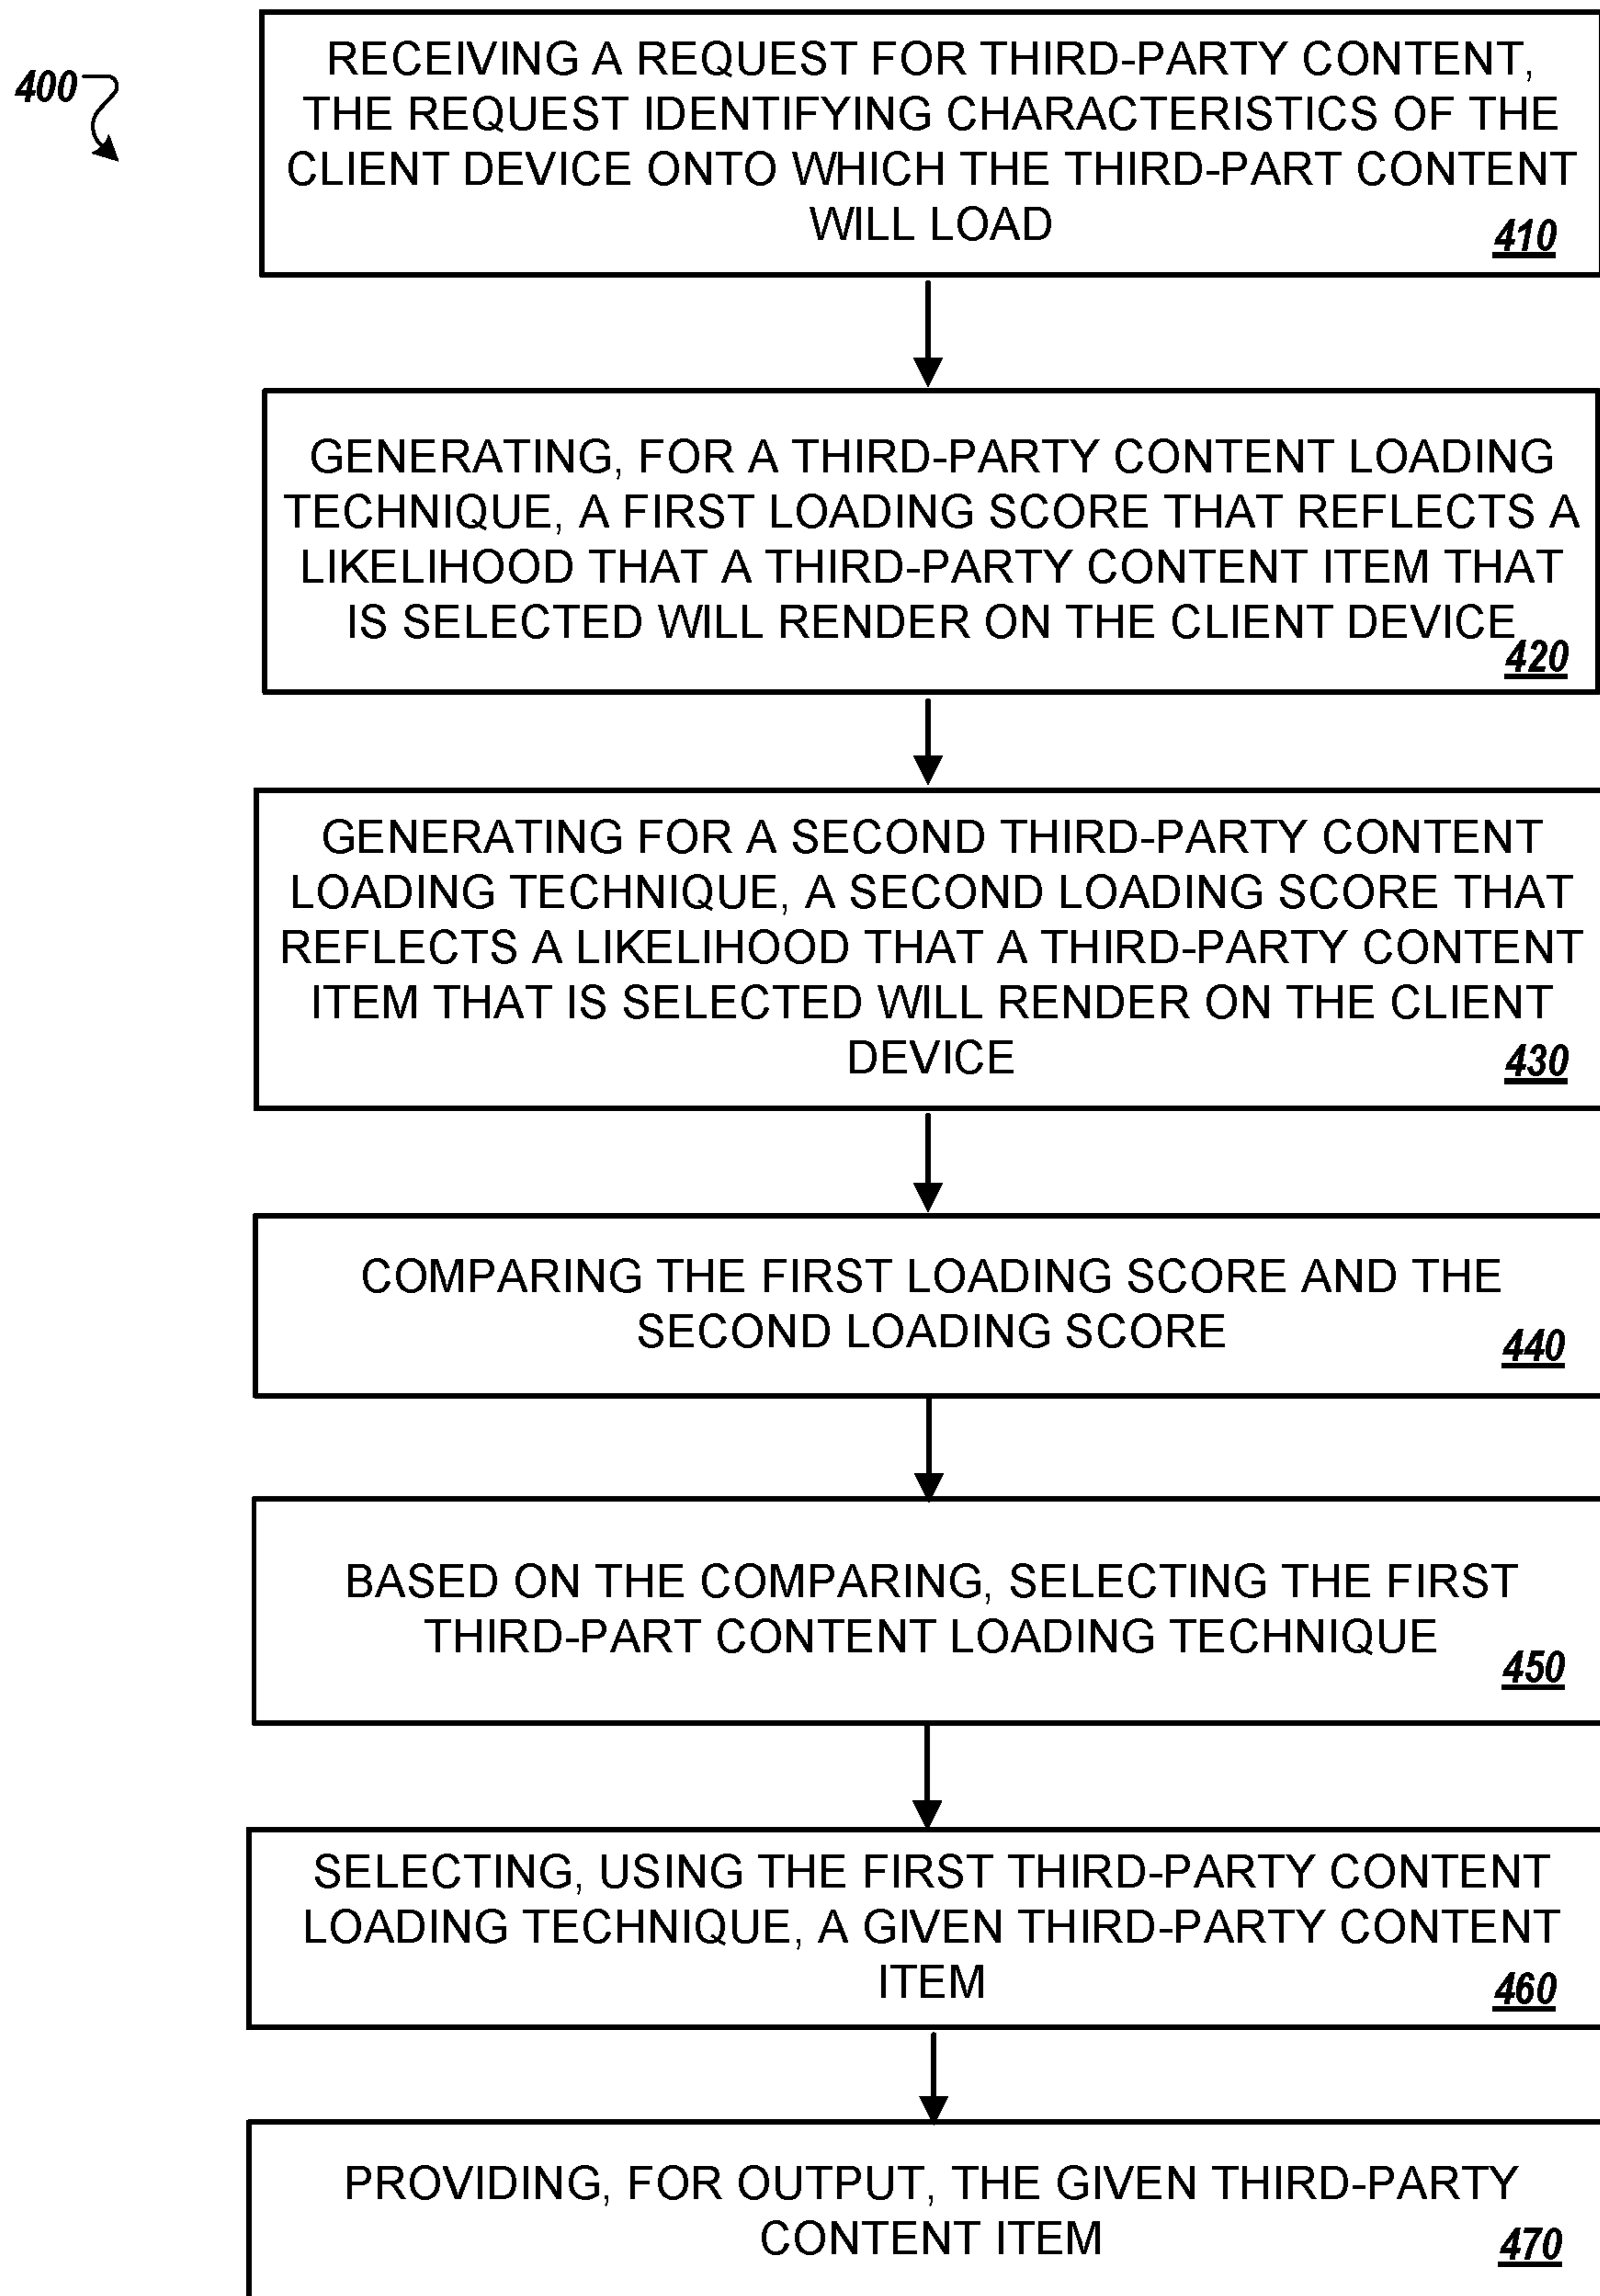 400
RECEIVING A REQUEST FOR THIRD-PARTY CONTENT,
THE REQUEST IDENTIFYING CHARACTERISTICS OF THE
CLIENT DEVICE ONTO WHICH THE THIRD-PART CONTENT
WILL LOAD
410
GENERATING, FOR A THIRD-PARTY CONTENT LOADING
TECHNIQUE, A FIRST LOADING SCORE THAT REFLECTS A
LIKELIHOOD THAT A THIRD-PARTY CONTENT ITEM THAT
IS SELECTED WILL RENDER ON THE CLIENT DEVICE
420
GENERATING FOR A SECOND THIRD-PARTY CONTENT
LOADING TECHNIQUE, A SECOND LOADING SCORE THAT
REFLECTS A LIKELIHOOD THAT A THIRD-PARTY CONTENT
ITEM THAT IS SELECTED WILL RENDER ON THE CLIENT
DEVICE
430
COMPARING THE FIRST LOADING SCORE AND THE
SECOND LOADING SCORE
440
BASED ON THE COMPARING, SELECTING THE FIRST
THIRD-PART CONTENT LOADING TECHNIQUE
450
SELECTING, USING THE FIRST THIRD-PARTY CONTENT
LOADING TECHNIQUE, A GIVEN THIRD-PARTY CONTENT
ITEM
460
PROVIDING, FOR OUTPUT, THE GIVEN THIRD-PARTY
CONTENT ITEM
470